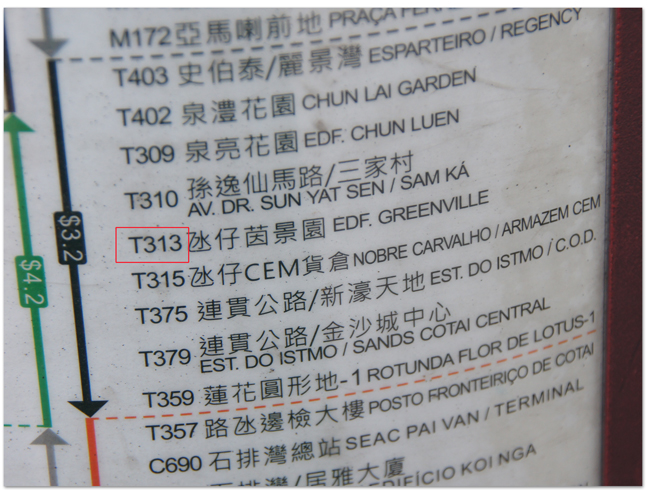 M172 亞馬喇前地 PRAÇA
T403 史伯泰/麗景灣 ESPARTEIRO / REGENCY
T402 泉澧花園 CHUN LAI GARDEN
T309 泉亮花園 EDF. CHUN LUEN
T310 孫逸仙馬路/三家村
AV. DR. SUN YAT SEN / SAM KÁ
T313 氹仔茵景園 EDF. GREENVILLE
T315 氹仔CEM貨倉 NOBRE CARVALHO / ARMAZEM CEM
T375 連貫公路/新濠天地 EST. DO ISTMO / C.O.D.
T379 連貫公路/金沙城中心
EST. DO ISTMO / SANDS COTAI CENTRAL
T359 蓮花圓形地-1 ROTUNDA FLOR DE LOTUS-1
T357 路氹邊檢大樓 POSTO FRONTEIRIÇO DE COTAI
C690 石排灣總站 SEAC PAI VAN / TERMINAL
石排灣/居雅大廈
EDIFÍCIO KOI NGA
$3.2
$4.2